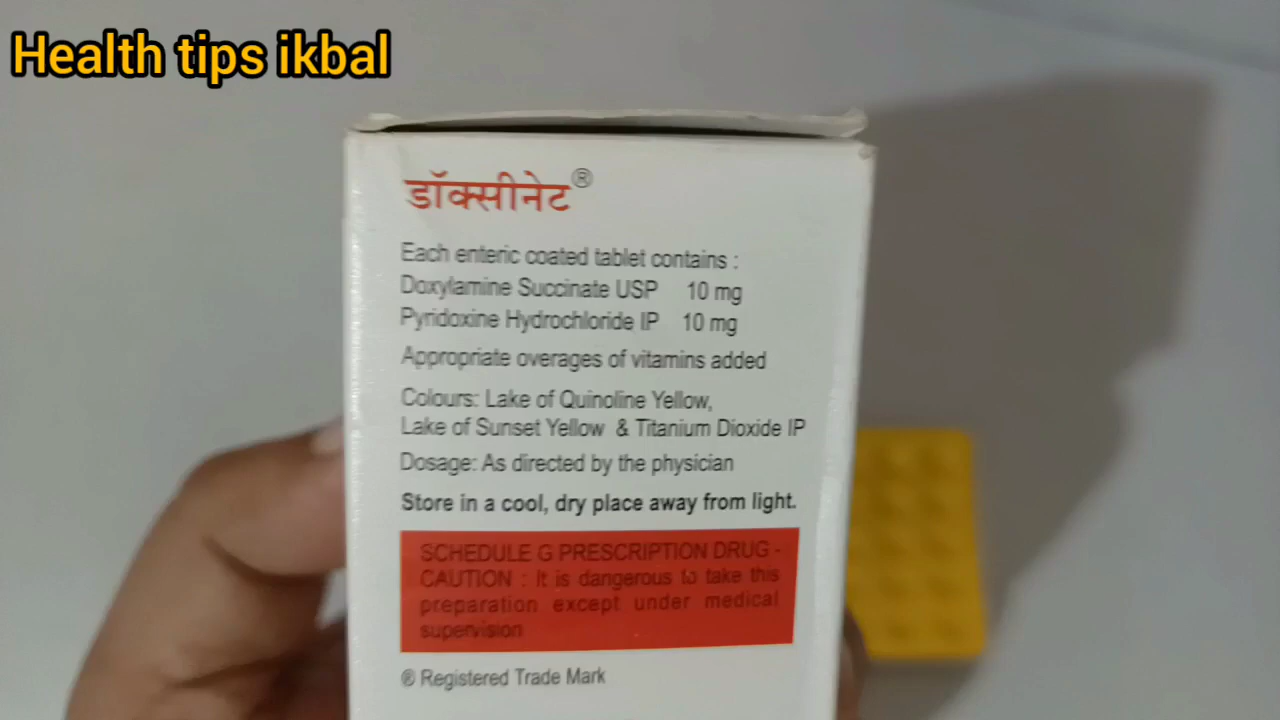 Health tips ikbal
डॉक्सीनेट®
Each enteric coated tablet contains :
Doxylamine Succinate USP 10 mg
Pyridoxine Hydrochloride IP 10 mg
Appropriate overages of vitamins added
Colours: Lake of Quinoline Yellow,
Lake of Sunset Yellow & Titanium Dioxide IP
Dosage: As directed by the physician
Store in a cool, dry place away from light.
SCHEDULE G PRESCRIPTION DRUG -
CAUTION : It is dangerous to take this
preparation except under medical
supervision
® Registered Trade Mark